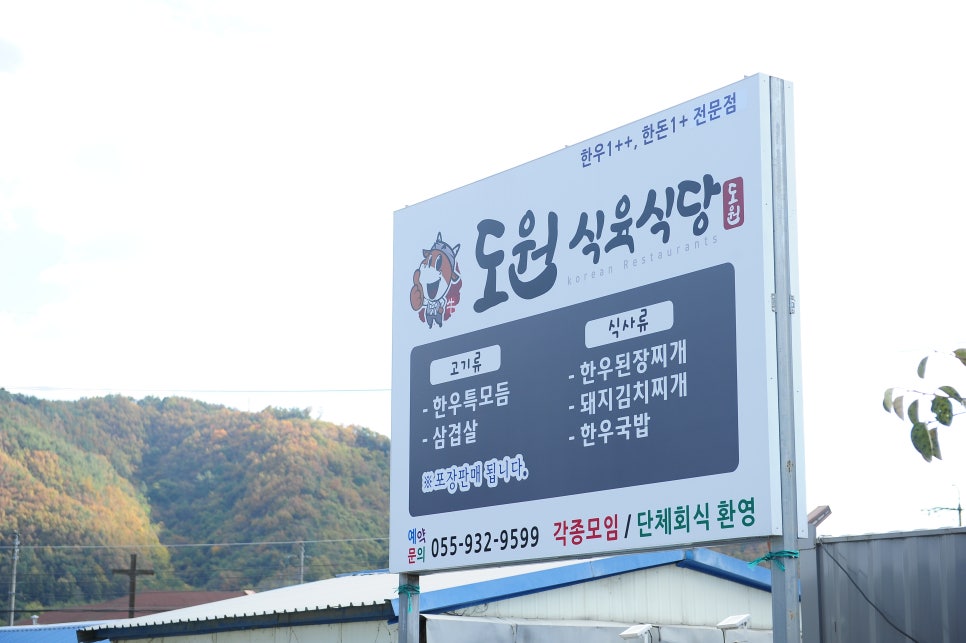 한우1++, 한돈1+ 전문점
도원 식육식당 도원
korean Restaurants
고기류
- 한우특모듬
- 삼겹살
식사류
- 한우된장찌개
- 돼지김치찌개
- 한우국밥
※포장판매 됩니다.
예약문의 055-932-9599 각종모임 / 단체회식 환영